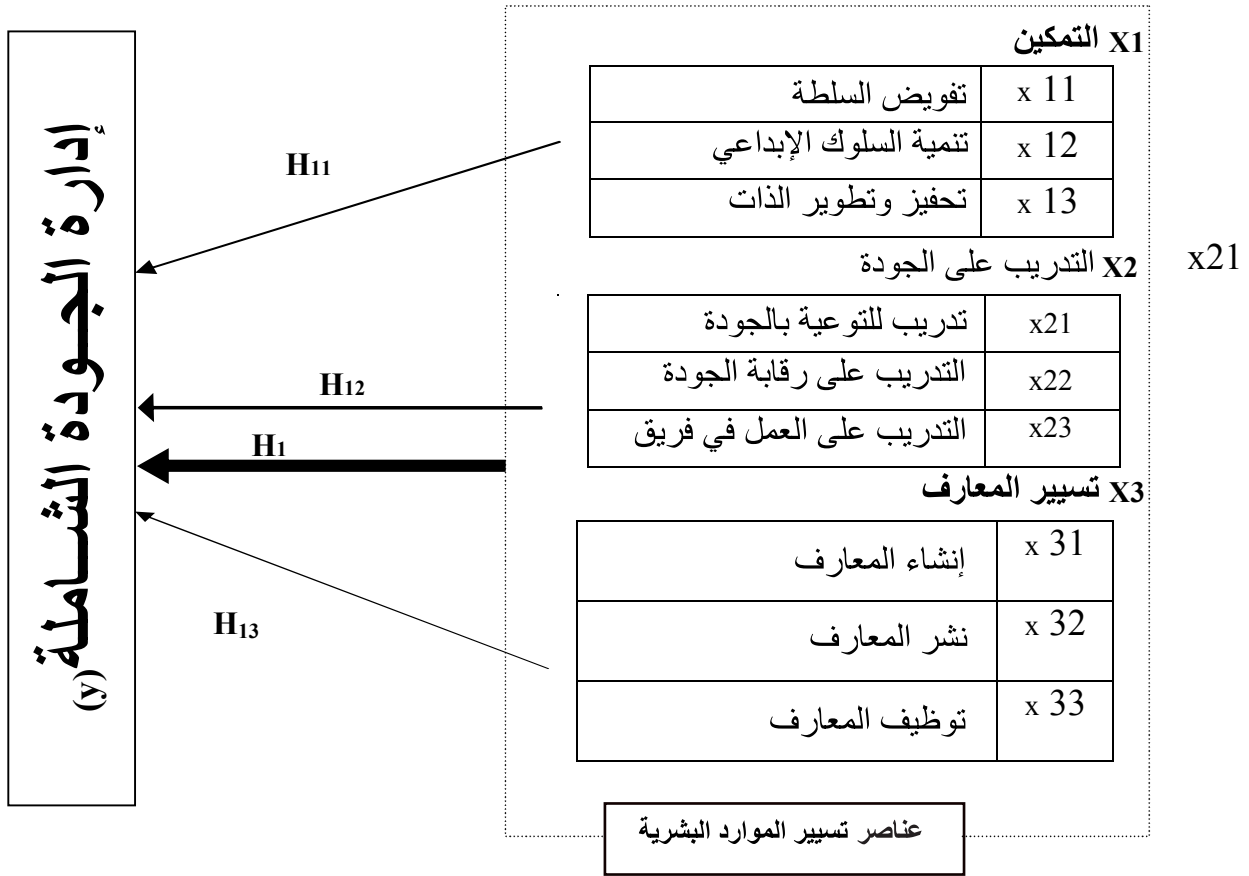 X1 التمكين
x 11 تفويض السلطة
x 12 تنمية السلوك الإبداعي
x 13 تحفيز وتطوير الذات
X2 التدريب على الجودة
x21
x21 تدريب للتوعية بالجودة
x22 التدريب على رقابة الجودة
x23 التدريب على العمل في فريق
X3 تسيير المعارف
x 31 إنشاء المعارف
x 32 نشر المعارف
x 33 توظيف المعارف
عناصر تسيير الموارد البشرية
H11
H12
H1
H13
إدارة الجودة الشاملة (y)